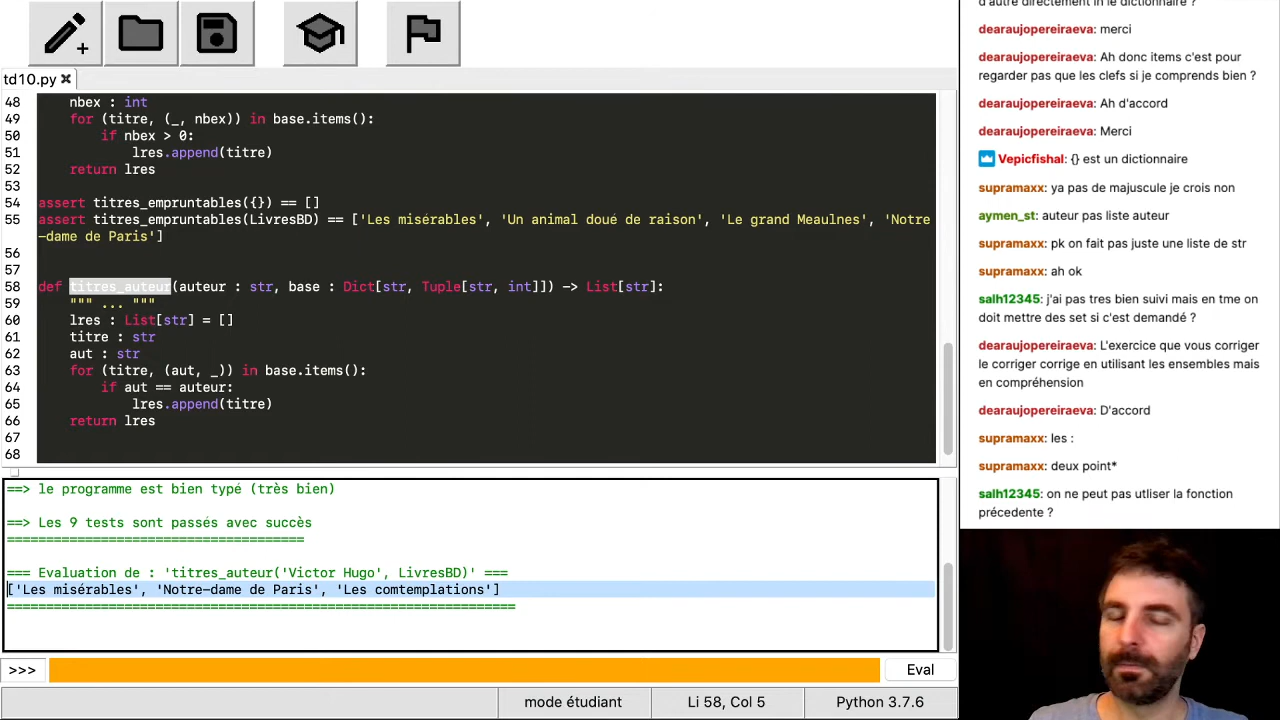 td10.py ✖
48 nbex : int
49 for (titre, (_, nbex)) in base.items():
50 if nbex > 0:
51 lres.append(titre)
52 return lres
53
54 assert titres_empruntables({}) == []
55 assert titres_empruntables(LivresBD) == ['Les misérables', 'Un animal doué de raison', 'Le grand Meaulnes', 'Notre
-dame de Paris']
56
57
58 def titres_auteur(auteur : str, base : Dict[str, Tuple[str, int]]) -> List[str]:
59 """ ... """
60 lres : List[str] = []
61 titre : str
62 aut : str
63 for (titre, (aut, _)) in base.items():
64 if aut == auteur:
65 lres.append(titre)
66 return lres
67
68
==> le programme est bien typé (très bien)
==> Les 9 tests sont passés avec succès
======================================
=== Evaluation de : 'titres_auteur('Victor Hugo', LivresBD)' ===
['Les misérables', 'Notre-dame de Paris', 'Les comtemplations']
=================================================================
>>> Eval
mode étudiant Li 58, Col 5 Python 3.7.6
d'autre directement in le dictionnaire ?
dearaujopereiraeva: merci
dearaujopereiraeva: Ah donc items c'est pour
regarder pas que les clefs si je comprends bien ?
dearaujopereiraeva: Ah d'accord
dearaujopereiraeva: Merci
Vepicfishal: {} est un dictionnaire
supramaxx: ya pas de majuscule je crois non
aymen_st: auteur pas liste auteur
supramaxx: pk on fait pas juste une liste de str
supramaxx: ah ok
salh12345: j'ai pas tres bien suivi mais en tme on
doit mettre des set si c'est demandé ?
dearaujopereiraeva: L'exercice que vous corriger
le corriger corrige en utilisant les ensembles mais
en compréhension
dearaujopereiraeva: D'accord
supramaxx: les :
supramaxx: deux point*
salh12345: on ne peut pas utliser la fonction
précedente ?